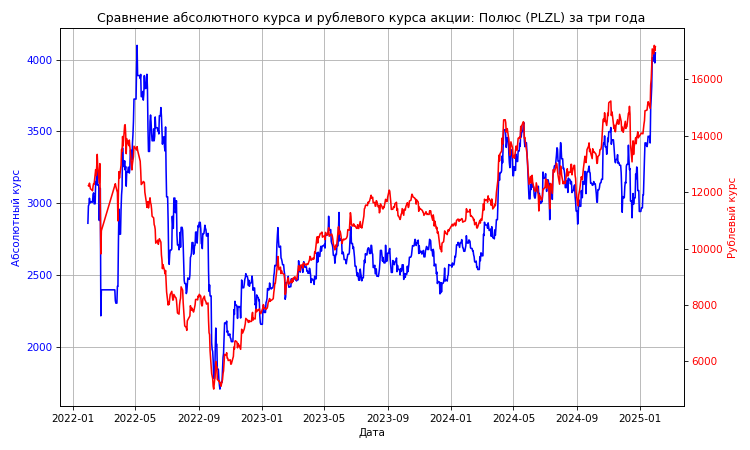 Сравнение абсолютного курса и рублевого курса акции: Полюс (PLZL) за три года
4000
3500
3000
2500
2000
Абсолютный курс
16000
14000
12000
10000
8000
6000
Рублевый курс
2022-01 2022-05 2022-09 2023-01 2023-05 2023-09 2024-01 2024-05 2024-09 2025-01
Дата